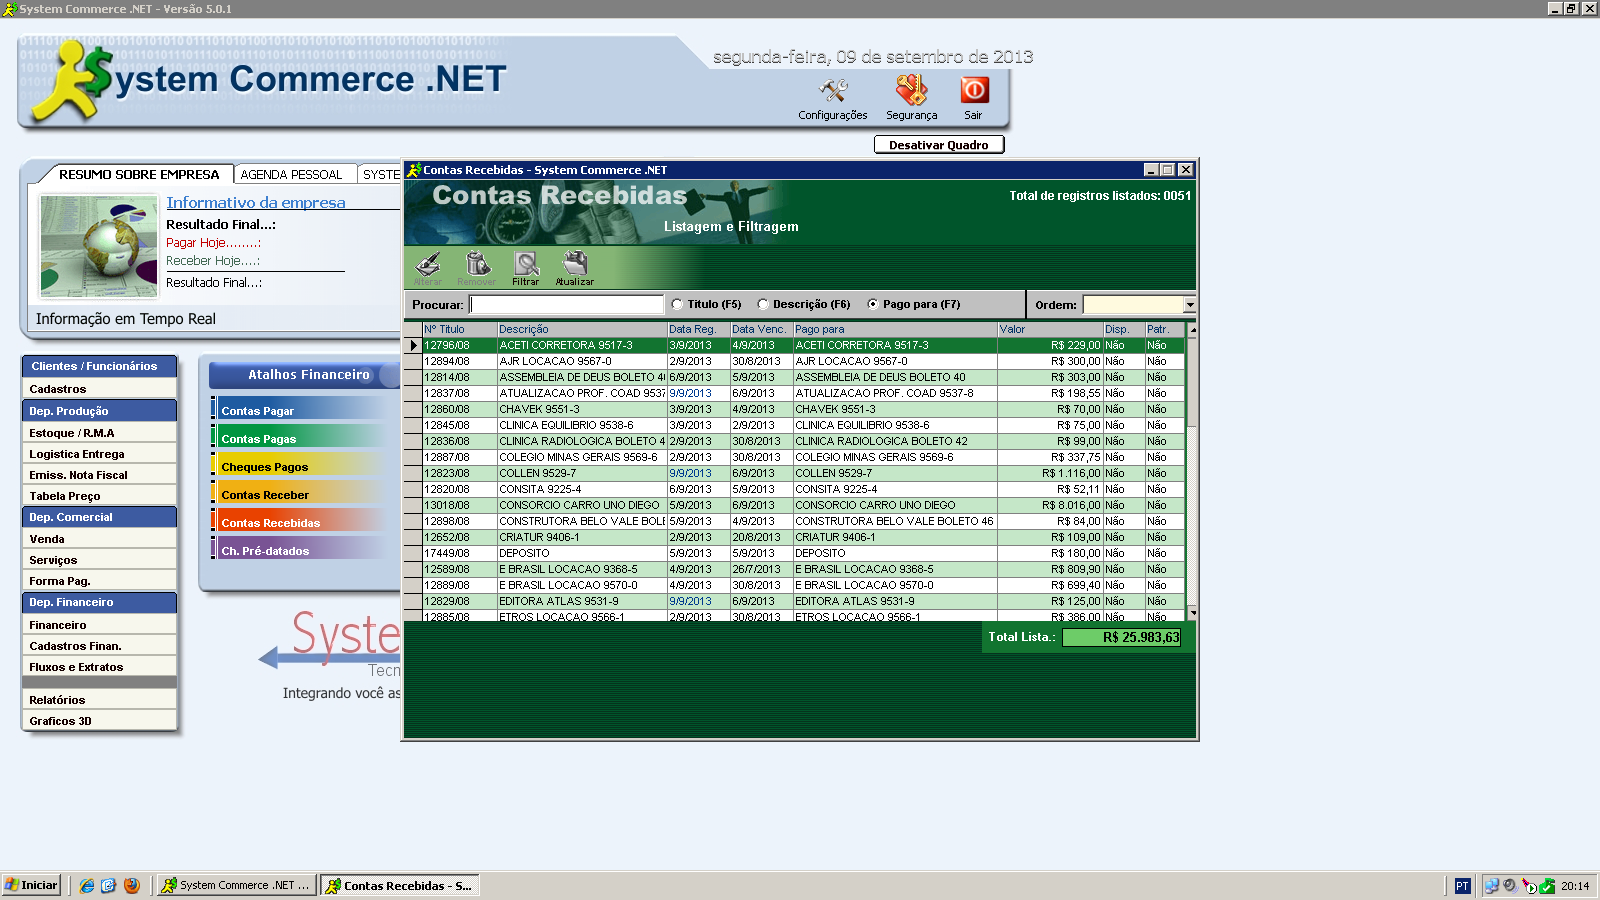 System Commerce .NET - Versão 5.0.1
segunda-feira, 09 de setembro de 2013
$ystem Commerce .NET
Configurações
Segurança
Sair
Desativar Quadro
RESUMO SOBRE EMPRESA
AGENDA PESSOAL
SYSTE
Informativo da empresa
Resultado Final...:
Pagar Hoje........:
Receber Hoje....:
Resultado Final...:
Informação em Tempo Real
Clientes / Funcionários
Cadastros
Dep. Produção
Estoque / R.M.A
Logistica Entrega
Emiss. Nota Fiscal
Tabela Preço
Dep. Comercial
Venda
Serviços
Forma Pag.
Dep. Financeiro
Financeiro
Cadastros Finan.
Fluxos e Extratos
Relatórios
Graficos 3D
Atalhos Financeiro
Contas Pagar
Contas Pagas
Cheques Pagos
Contas Receber
Contas Recebidas
Ch. Pré-datados
Syste
Tecn
Integrando você as
Contas Recebidas - System Commerce .NET
Contas Recebidas
Total de registros listados: 0051
Listagem e Filtragem
Alterar
Remover
Filtrar
Atualizar
Procurar:
Titulo (F5)
Descrição (F6)
Pago para (F7)
Ordem:
Nº Titulo Descrição Data Reg. Data Venc. Pago para Valor Disp. Patr.
12796/08 ACETI CORRETORA 9517-3 3/9/2013 4/9/2013 ACETI CORRETORA 9517-3 R$ 229,00 Não Não
12894/08 AJR LOCACAO 9567-0 2/9/2013 30/8/2013 AJR LOCACAO 9567-0 R$ 300,00 Não Não
12814/08 ASSEMBLEIA DE DEUS BOLETO 40 6/9/2013 5/9/2013 ASSEMBLEIA DE DEUS BOLETO 40 R$ 303,00 Não Não
12837/08 ATUALIZACAO PROF. COAD 9537 9/9/2013 6/9/2013 ATUALIZACAO PROF. COAD 9537-8 R$ 198,55 Não Não
12860/08 CHAVEK 9551-3 3/9/2013 4/9/2013 CHAVEK 9551-3 R$ 70,00 Não Não
12845/08 CLINICA EQUILIBRIO 9538-6 3/9/2013 2/9/2013 CLINICA EQUILIBRIO 9538-6 R$ 75,00 Não Não
12836/08 CLINICA RADIOLOGICA BOLETO 4 2/9/2013 30/8/2013 CLINICA RADIOLOGICA BOLETO 42 R$ 99,00 Não Não
12887/08 COLEGIO MINAS GERAIS 9569-6 2/9/2013 30/8/2013 COLEGIO MINAS GERAIS 9569-6 R$ 337,75 Não Não
12823/08 COLLEN 9529-7 9/9/2013 6/9/2013 COLLEN 9529-7 R$ 1.116,00 Não Não
12820/08 CONSITA 9225-4 6/9/2013 5/9/2013 CONSITA 9225-4 R$ 52,11 Não Não
13018/08 CONSORCIO CARRO UNO DIEGO 5/9/2013 6/9/2013 CONSORCIO CARRO UNO DIEGO R$ 8.016,00 Não Não
12898/08 CONSTRUTORA BELO VALE BOLE 5/9/2013 4/9/2013 CONSTRUTORA BELO VALE BOLETO 46 R$ 84,00 Não Não
12652/08 CRIATUR 9406-1 2/9/2013 20/8/2013 CRIATUR 9406-1 R$ 109,00 Não Não
17449/08 DEPOSITO 5/9/2013 5/9/2013 DEPOSITO R$ 180,00 Não Não
12589/08 E BRASIL LOCACAO 9368-5 4/9/2013 26/7/2013 E BRASIL LOCACAO 9368-5 R$ 809,90 Não Não
12889/08 E BRASIL LOCACAO 9570-0 4/9/2013 30/8/2013 E BRASIL LOCACAO 9570-0 R$ 699,40 Não Não
12829/08 EDITORA ATLAS 9531-9 9/9/2013 6/9/2013 EDITORA ATLAS 9531-9 R$ 125,00 Não Não
12885/08 ETROS LOCACAO 9566-1 2/9/2013 30/8/2013 ETROS LOCACAO 9566-1 R$ 386,00 Não Não
Total Lista.: R$ 25.983,63
Iniciar
System Commerce .NET ...
Contas Recebidas - S...
PT
20:14